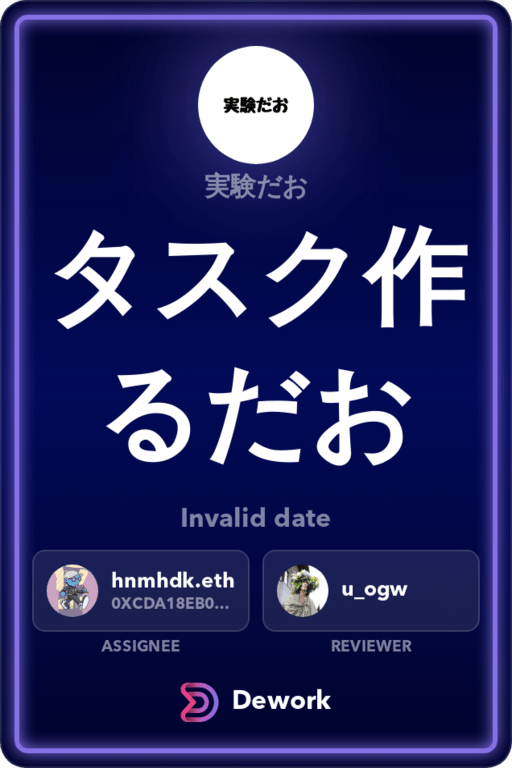 実験だお
実験だお
タスク作
るだお
Invalid date
hnmhdk.eth
0XCDA18EB0...
u_ogw
ASSIGNEE
REVIEWER
Dework